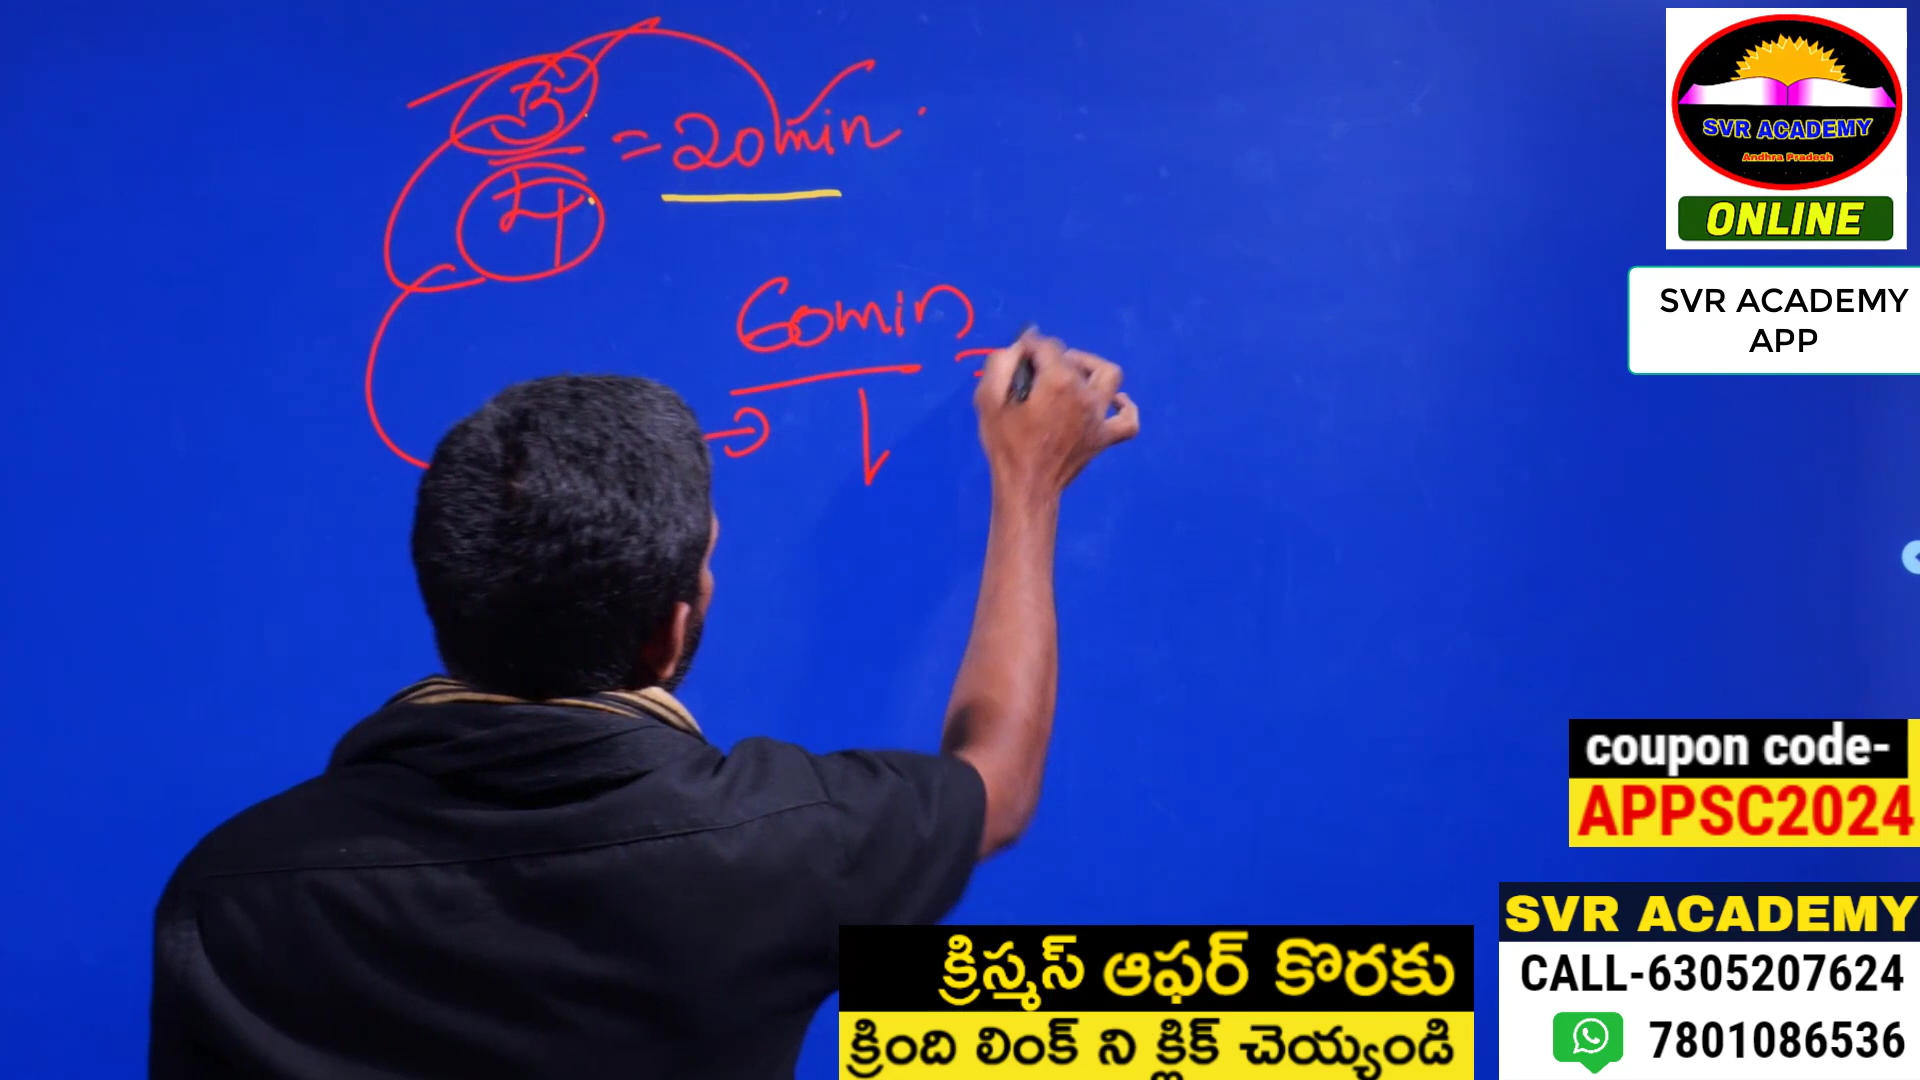 3
4
= 20min
60min
=
SVR ACADEMY
Andhra Pradesh
ONLINE
SVR ACADEMY
APP
coupon code-
APPSC2024
SVR ACADEMY
CALL-6305207624
7801086536
క్రిస్మస్ ఆఫర్ కొరకు
క్రింది లింక్ ని క్లిక్ చెయ్యండి